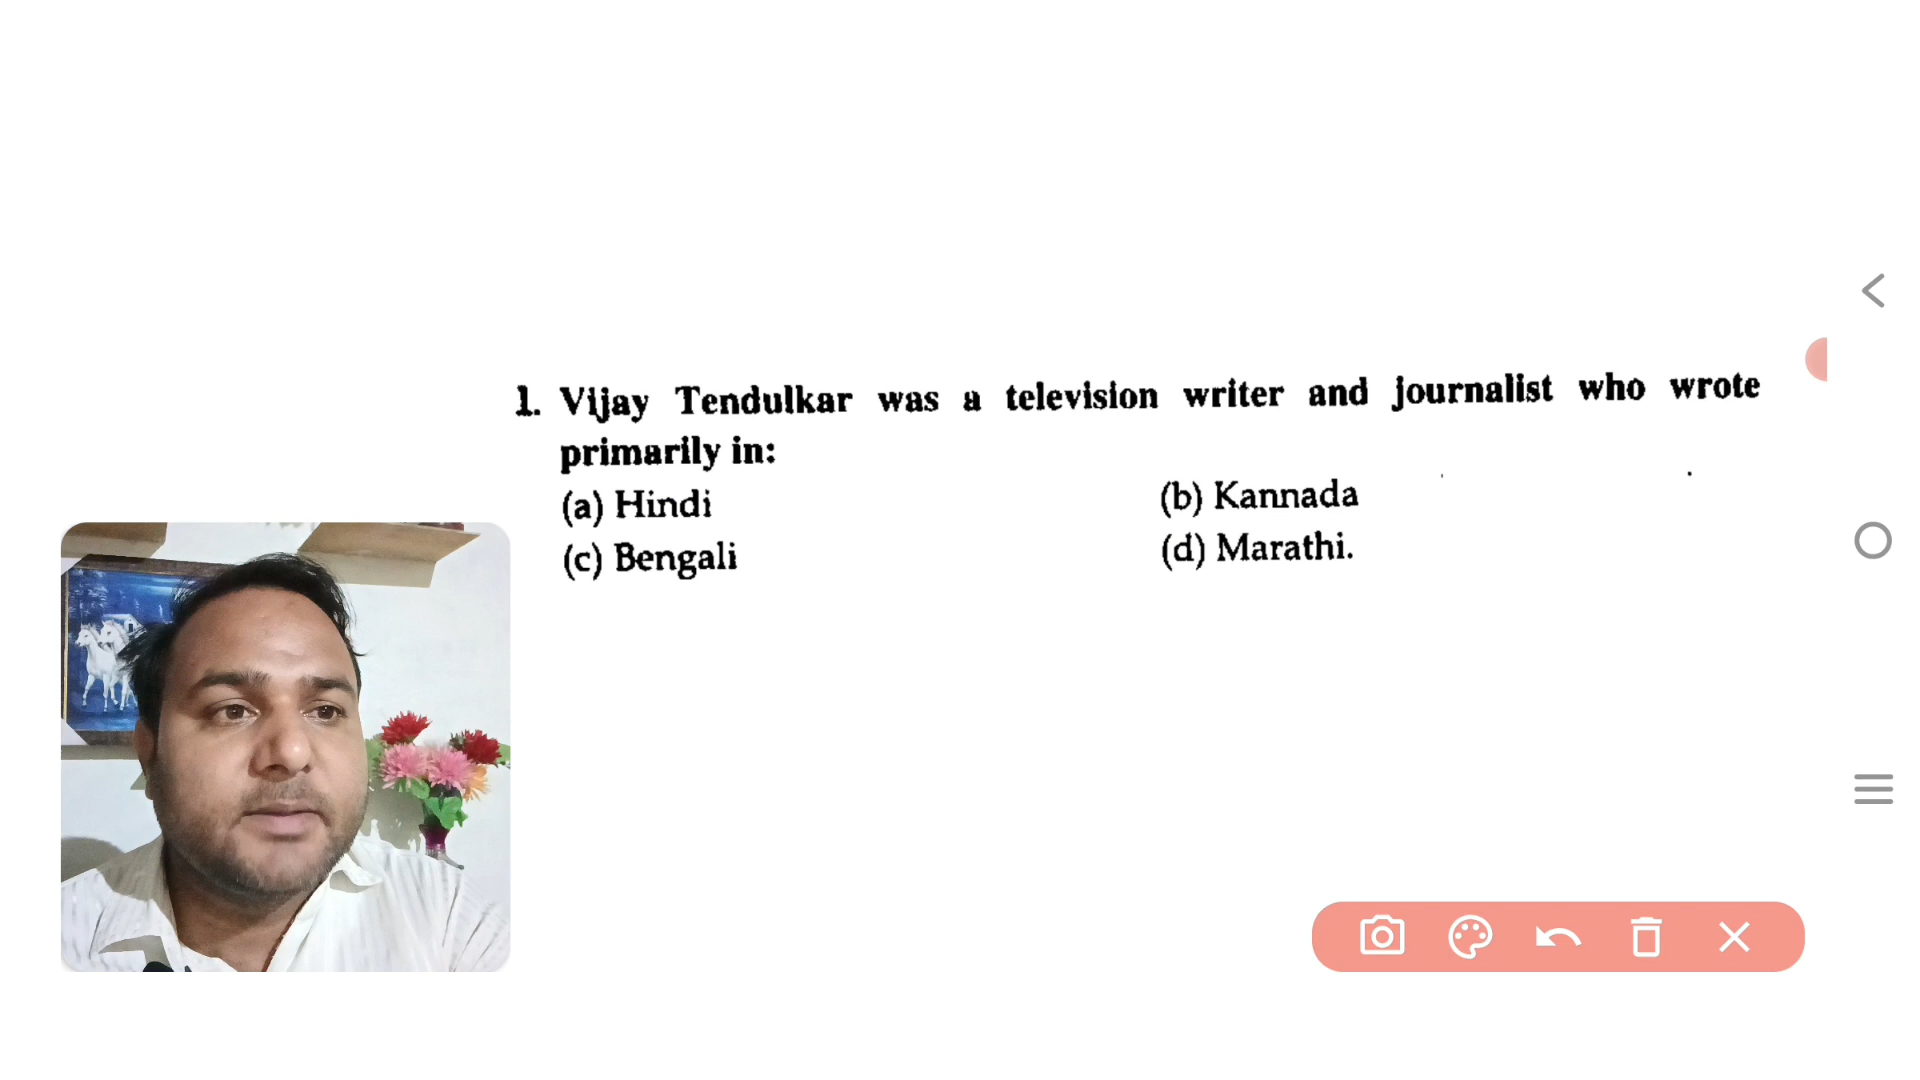 1. Vijay Tendulkar was a television writer and journalist who wrote
primarily in:
(a) Hindi
(b) Kannada
(c) Bengali
(d) Marathi.